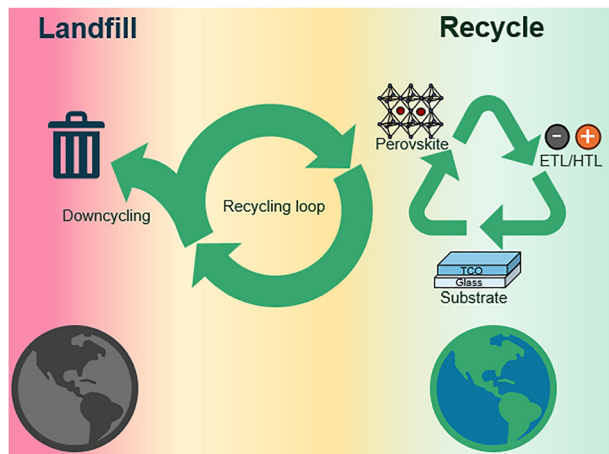 Landfill
Recycle
Perovskite
ETL/HTL
Downcycling
Recycling loop
TCO
Glass
Substrate